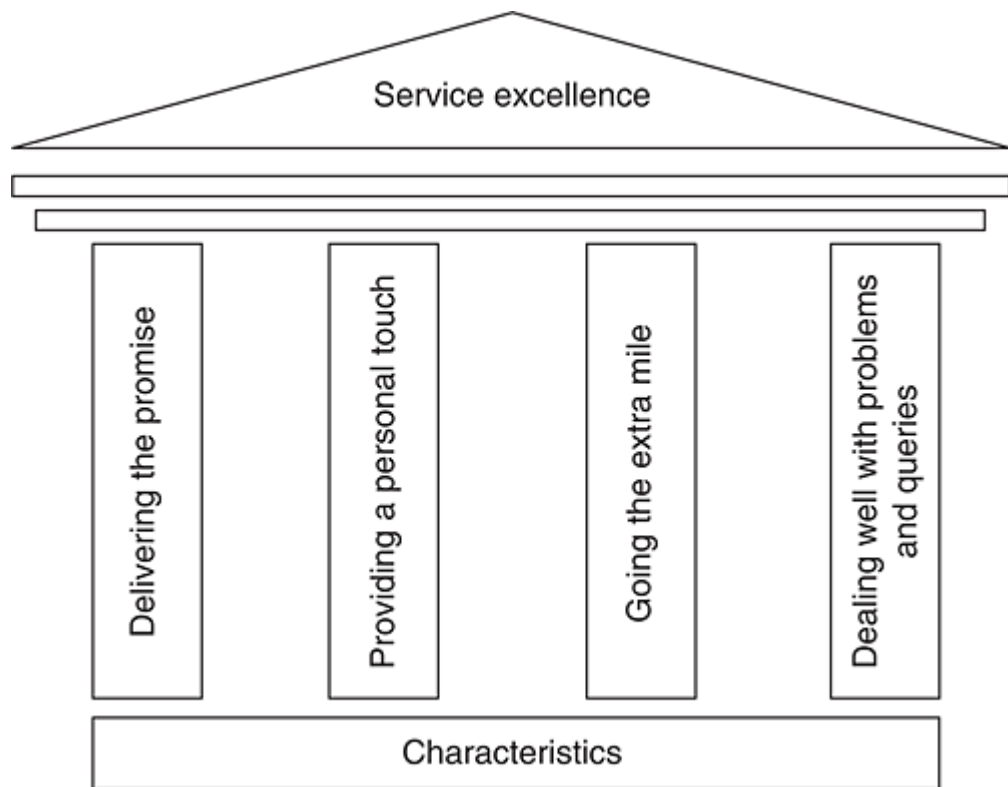 Service excellence
Delivering the promise
Providing a personal touch
Going the extra mile
Dealing well with problems
and queries
Characteristics